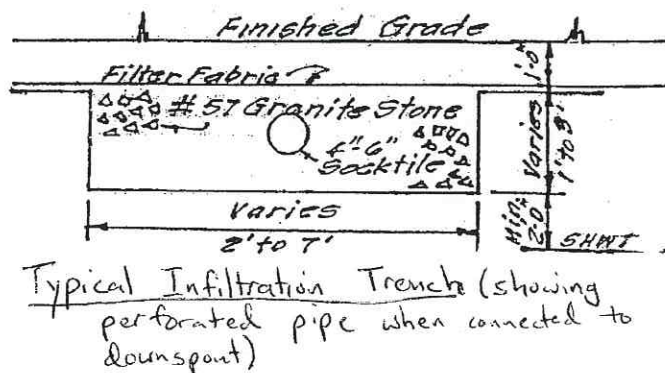 Finished Grade
1'-0"
Filter Fabric
#57 Granite Stone
4"-6"
Socktile
Varies
1' to 3'
Varies
2' to 7'
Min.
2.0
SHWT
Typical Infiltration Trench (showing
perforated pipe when connected to
downspout)